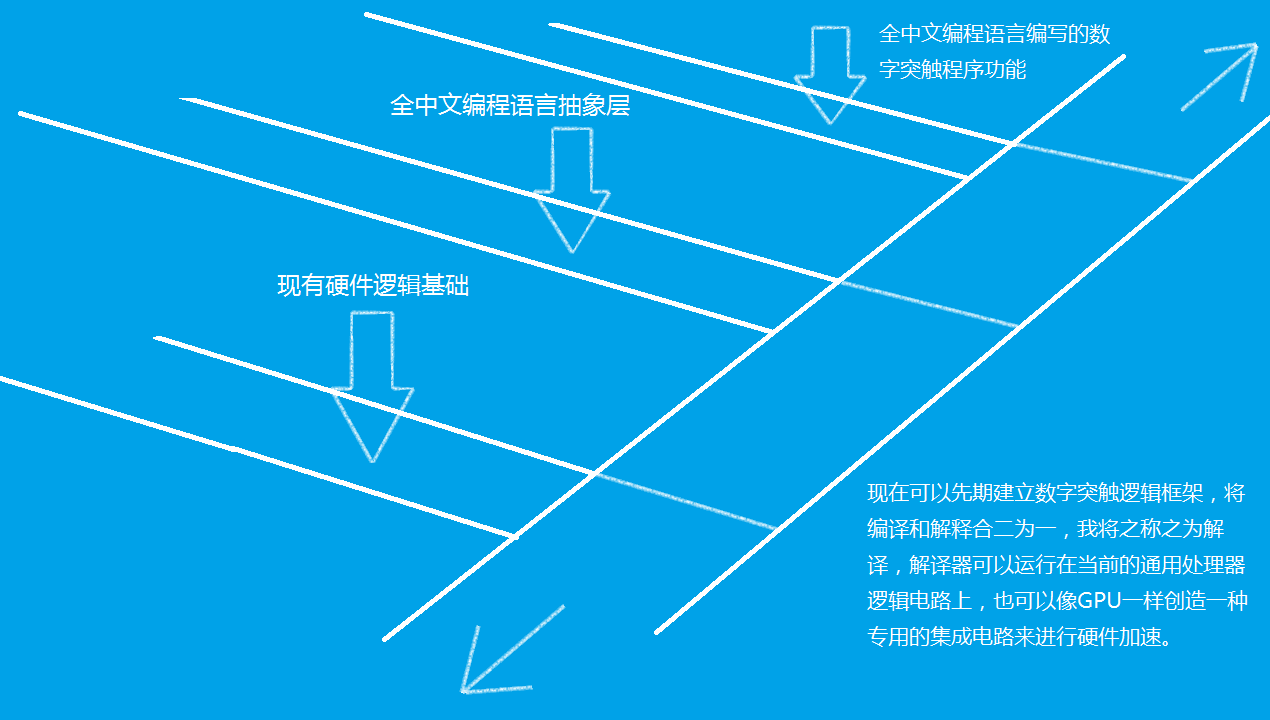 全中文编程语言编写的数
字突触程序功能
全中文编程语言抽象层
现有硬件逻辑基础
现在可以先期建立数字突触逻辑框架，将
编译和解释合二为一，我将之称之为解
译，解译器可以运行在当前的通用处理器
逻辑电路上，也可以像GPU一样创造一种
专用的集成电路来进行硬件加速。